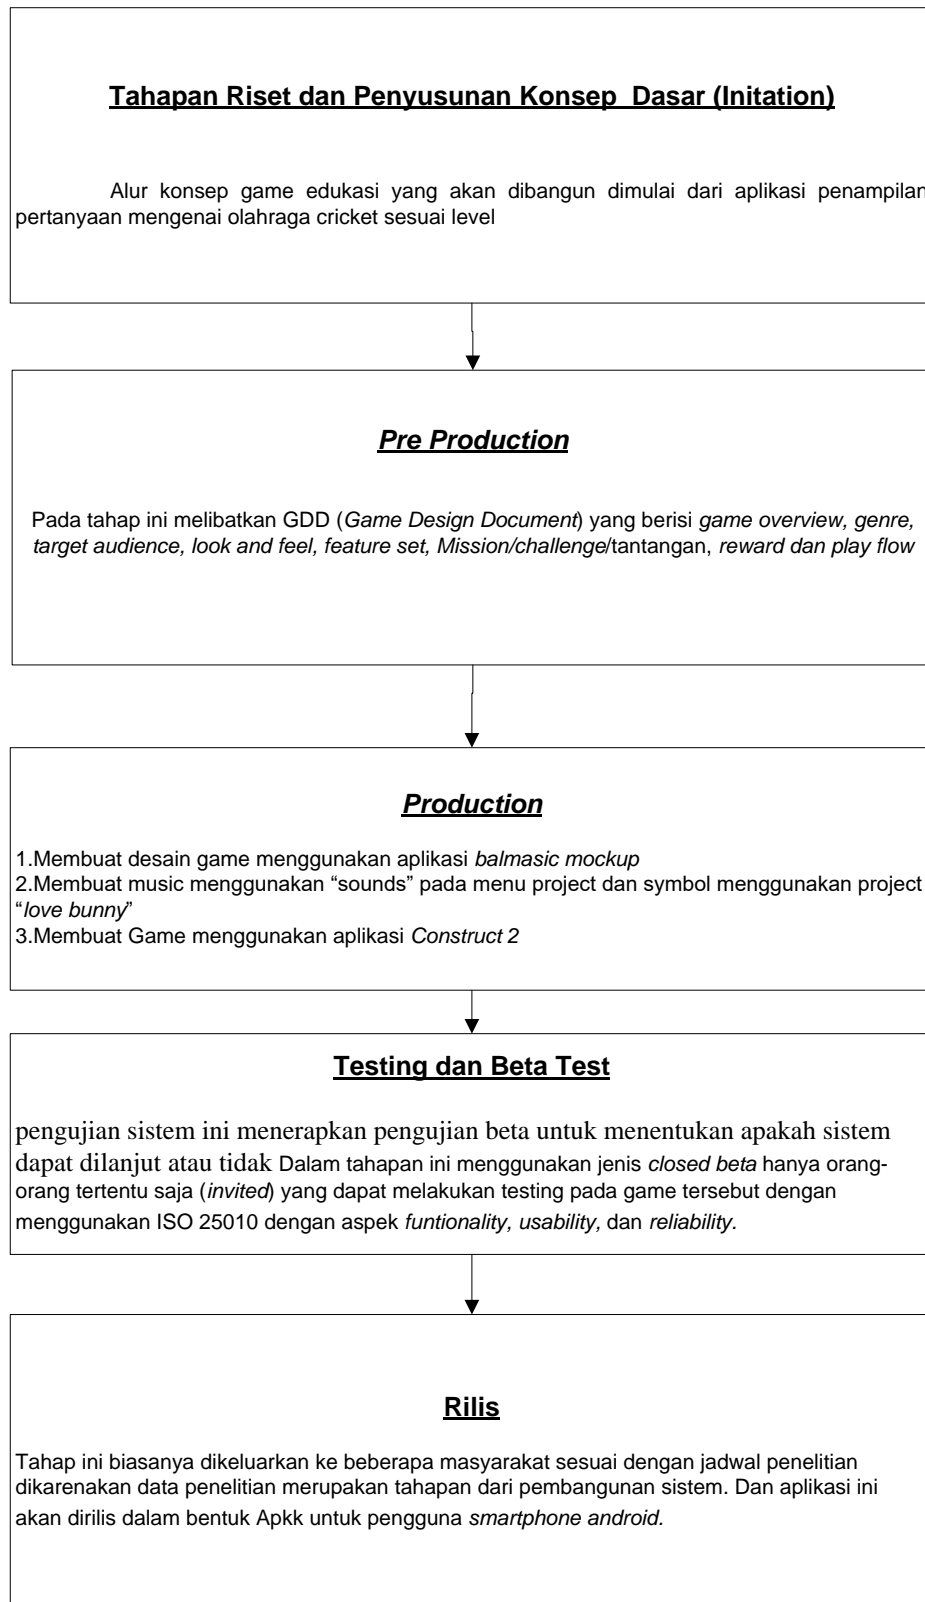 Tahapan Riset dan Penyusunan Konsep Dasar (Initation)
Alur konsep game edukasi yang akan dibangun dimulai dari aplikasi penampilan
pertanyaan mengenai olahraga cricket sesuai level
Pre Production
Pada tahap ini melibatkan GDD (Game Design Document) yang berisi game overview, genre,
target audience, look and feel, feature set, Mission/challenge/tantangan, reward dan play flow
Production
1.Membuat desain game menggunakan aplikasi balmasic mockup
2.Membuat music menggunakan “sounds” pada menu project dan symbol menggunakan project
“love bunny”
3.Membuat Game menggunakan aplikasi Construct 2
Testing dan Beta Test
pengujian sistem ini menerapkan pengujian beta untuk menentukan apakah sistem
dapat dilanjut atau tidak Dalam tahapan ini menggunakan jenis closed beta hanya orang-
orang tertentu saja (invited) yang dapat melakukan testing pada game tersebut dengan
menggunakan ISO 25010 dengan aspek funtionality, usability, dan reliability.
Rilis
Tahap ini biasanya dikeluarkan ke beberapa masyarakat sesuai dengan jadwal penelitian
dikarenakan data penelitian merupakan tahapan dari pembangunan sistem. Dan aplikasi ini
akan dirilis dalam bentuk Apkk untuk pengguna smartphone android.